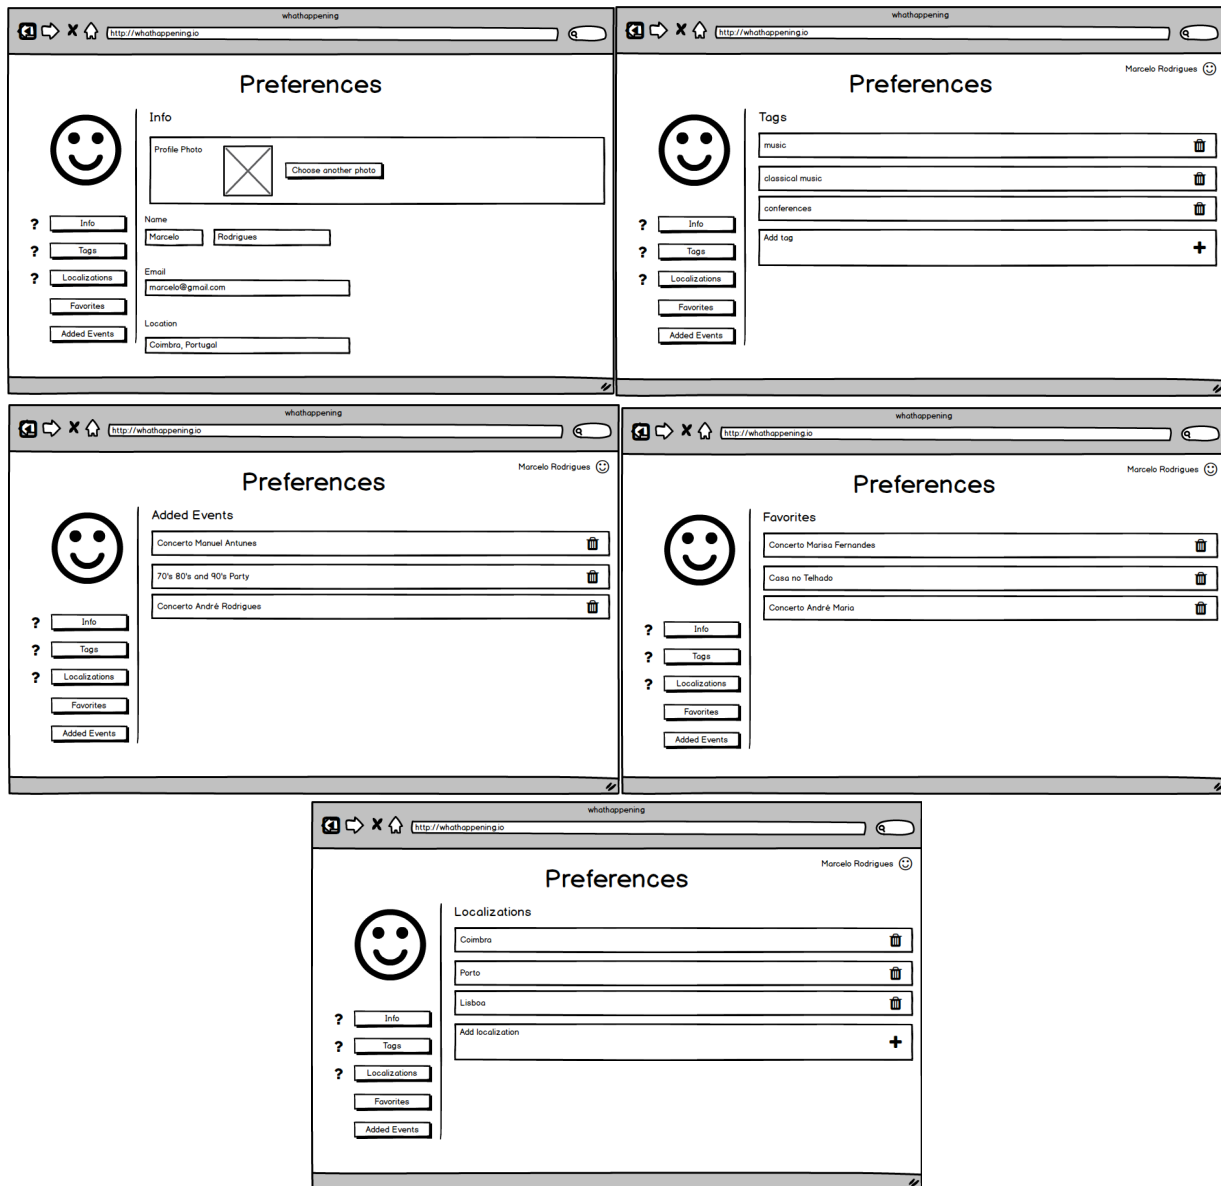 whathappening
http://whathappening.io
Preferences
Info
Profile Photo
Choose another photo
Name
Marcelo Rodrigues
Email
marcelo@gmail.com
Location
Coimbra, Portugal
? Info
? Tags
? Localizations
Favorites
Added Events
whathappening
http://whathappening.io
Marcelo Rodrigues
Preferences
Tags
music
classical music
conferences
Add tag
? Info
? Tags
? Localizations
Favorites
Added Events
whathappening
http://whathappening.io
Marcelo Rodrigues
Preferences
Added Events
Concerto Manuel Antunes
70's 80's and 90's Party
Concerto André Rodrigues
? Info
? Tags
? Localizations
Favorites
Added Events
whathappening
http://whathappening.io
Marcelo Rodrigues
Preferences
Favorites
Concerto Marisa Fernandes
Casa no Telhado
Concerto André Maria
? Info
? Tags
? Localizations
Favorites
Added Events
whathappening
http://whathappening.io
Marcelo Rodrigues
Preferences
Localizations
Coimbra
Porto
Lisboa
Add localization
? Info
? Tags
? Localizations
Favorites
Added Events